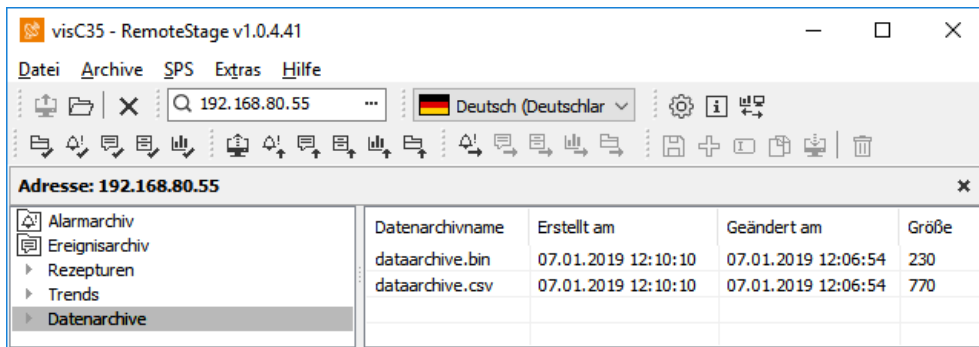 visC35 - RemoteStage v1.0.4.41
Datei Archive SPS Extras Hilfe
192.168.80.55 ... Deutsch (Deutschlar
Adresse: 192.168.80.55
Alarmarchiv
Ereignisarchiv
Rezepturen
Trends
Datenarchive
Datenarchivname Erstellt am Geändert am Größe
dataarchive.bin 07.01.2019 12:10:10 07.01.2019 12:06:54 230
dataarchive.csv 07.01.2019 12:10:10 07.01.2019 12:06:54 770